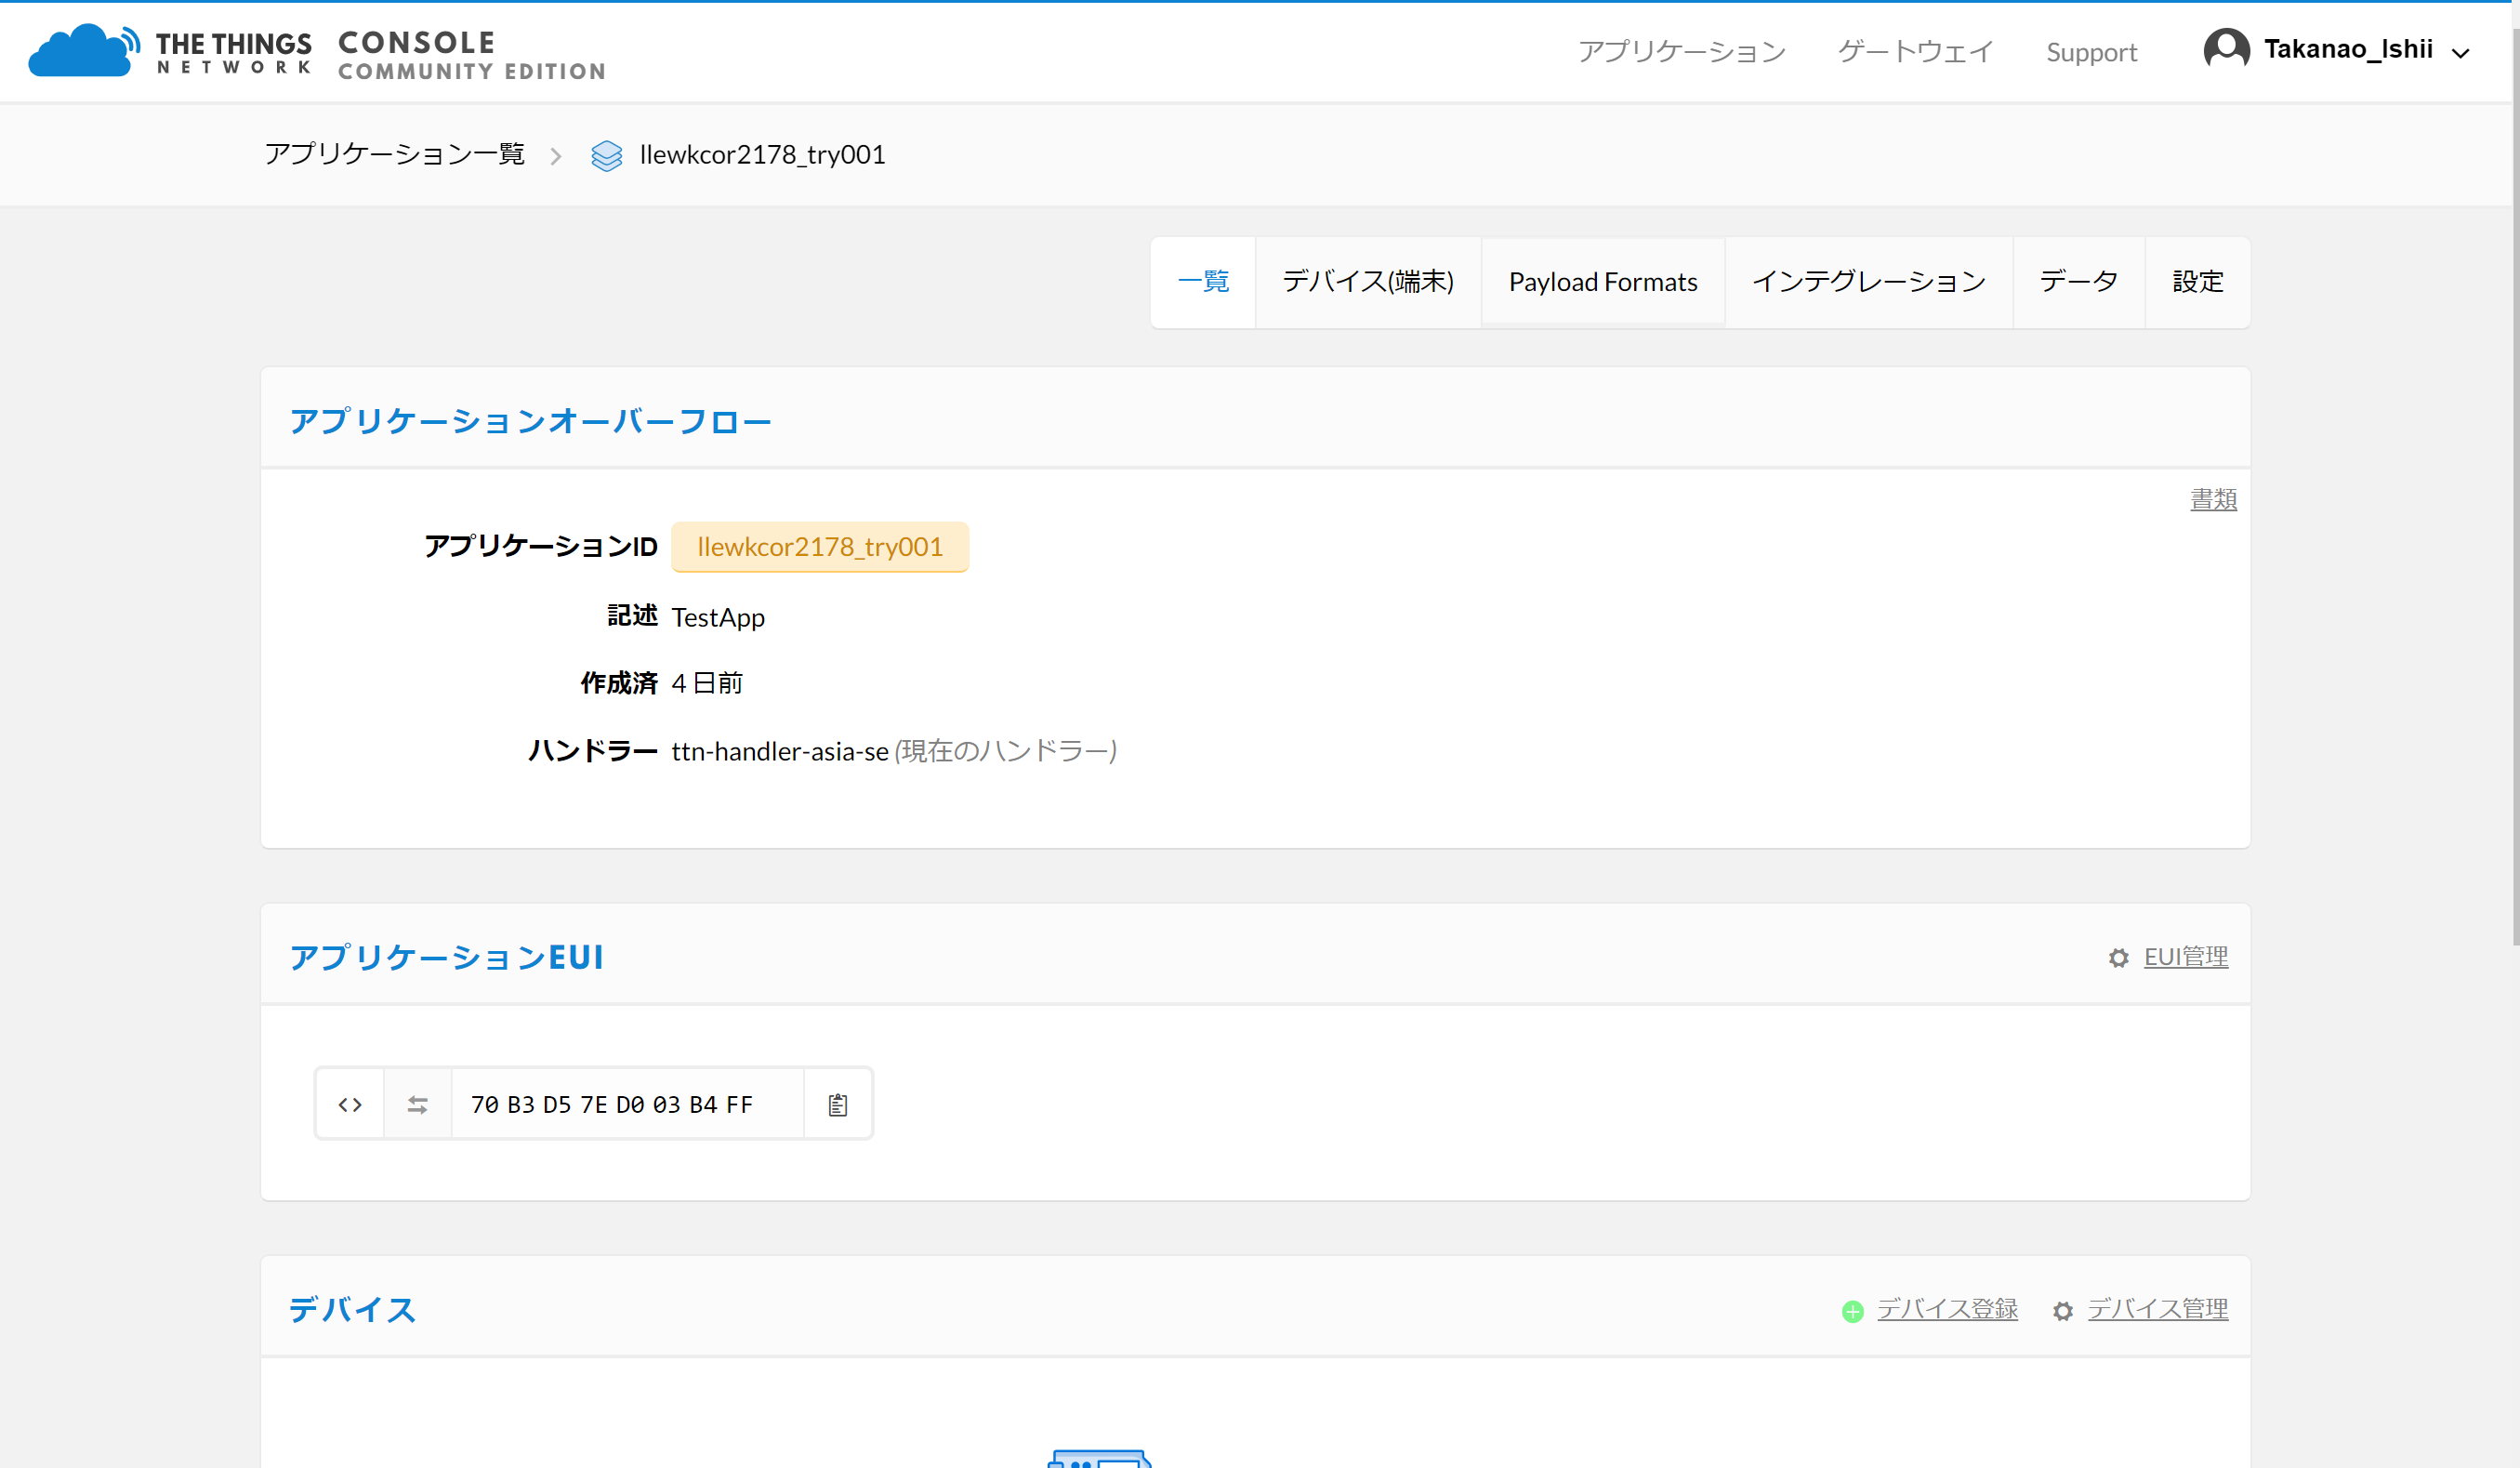 THE THINGS
NETWORK
CONSOLE
COMMUNITY EDITION
アプリケーション ゲートウェイ Support Takanao_Ishii
アプリケーション一覧 llewkcor2178_try001
一覧 デバイス(端末) Payload Formats インテグレーション データ 設定
アプリケーションオーバーフロー
書類
アプリケーションID llewkcor2178_try001
記述 TestApp
作成済 4 日前
ハンドラー ttn-handler-asia-se (現在のハンドラー)
アプリケーションEUI EUI管理
<> 70 B3 D5 7E D0 03 B4 FF
デバイス デバイス登録 デバイス管理